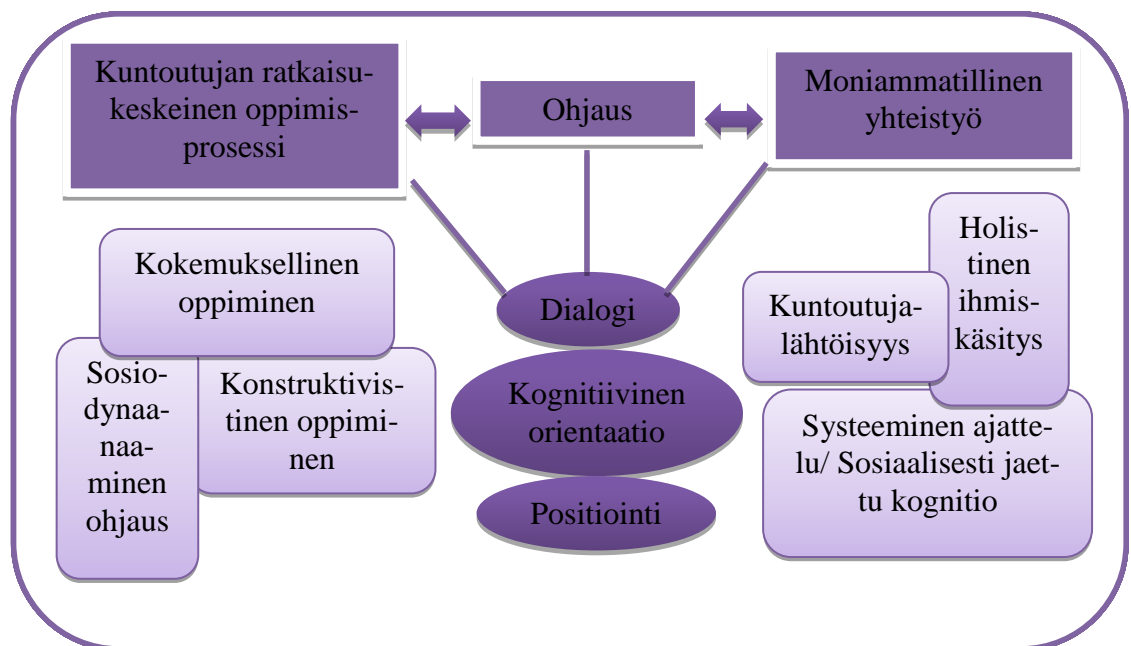 Kuntoutujan ratkaisu-
keskeinen oppimis-
prosessi
Ohjaus
Moniammatillinen
yhteistyö
Kokemuksellinen
oppiminen
Sosio-
dynaa-
naa-
minen
ohjaus
Konstruktivis-
tinen oppimi-
nen
Dialogi
Kognitiivinen
orientaatio
Positiointi
Holis-
tinen
ihmis-
käsitys
Kuntoutuja-
lähtöisyys
Systeeminen ajatte-
lu/ Sosiaalisesti jaet-
tu kognitio